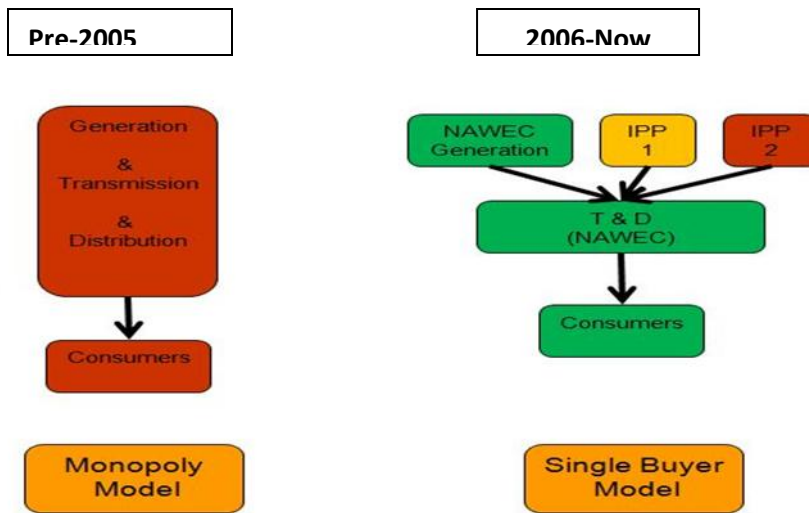 Pre-2005
2006-Now
Generation
&
Transmission
&
Distribution
Consumers
Monopoly
Model
NAWEC
Generation
IPP
1
IPP
2
T & D
(NAWEC)
Consumers
Single Buyer
Model